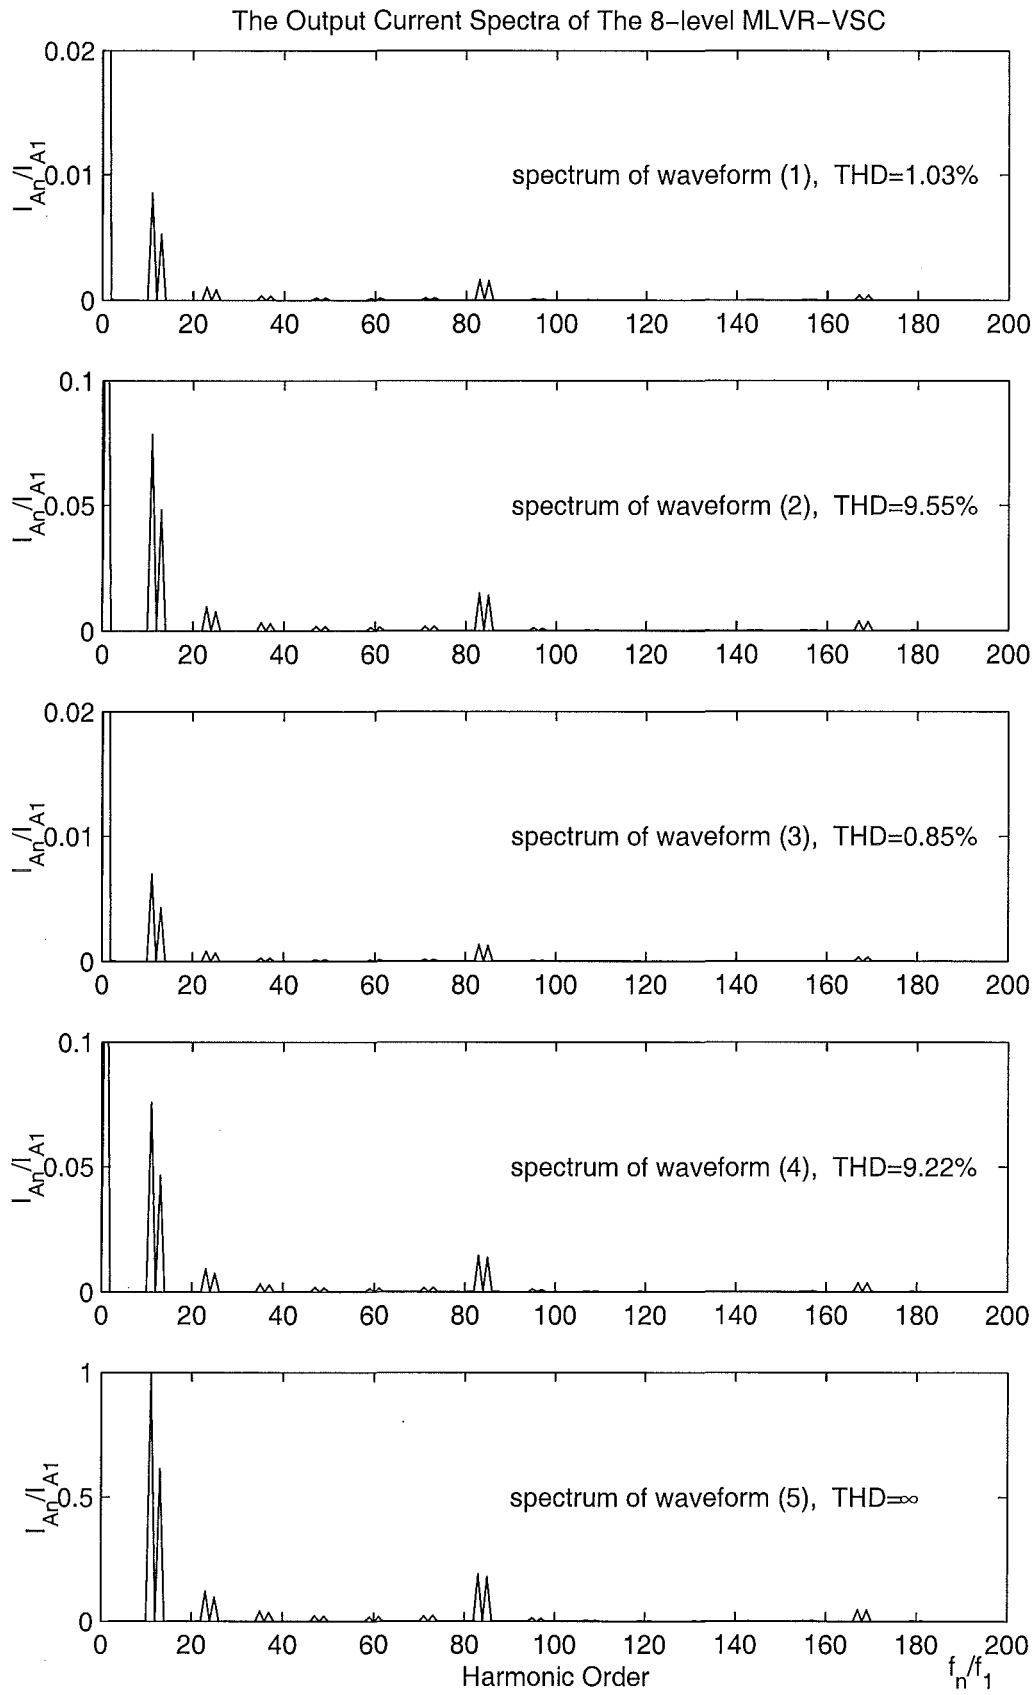 The Output Current Spectra of The 8-level MLVR-VSC
0.02
0.01
0
I_An/I_A1
spectrum of waveform (1), THD=1.03%
0 20 40 60 80 100 120 140 160 180 200
0.1
0.05
0
I_An/I_A1
spectrum of waveform (2), THD=9.55%
0 20 40 60 80 100 120 140 160 180 200
0.02
0.01
0
I_An/I_A1
spectrum of waveform (3), THD=0.85%
0 20 40 60 80 100 120 140 160 180 200
0.1
0.05
0
I_An/I_A1
spectrum of waveform (4), THD=9.22%
0 20 40 60 80 100 120 140 160 180 200
1
0.5
0
I_An/I_A1
spectrum of waveform (5), THD=∞
0 20 40 60 80 100 120 140 160 180 200
Harmonic Order
f_n/f_1